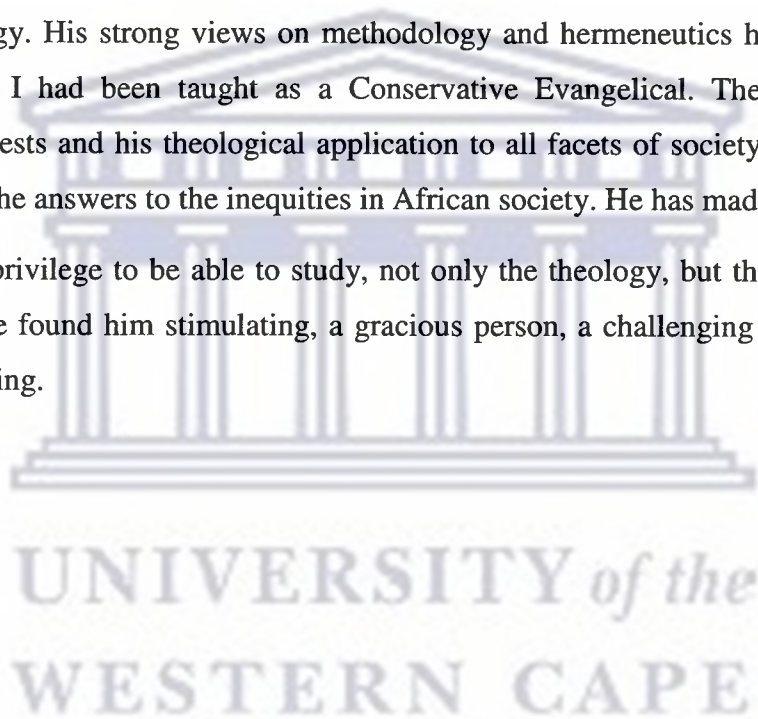 gy. His strong views on methodology and hermeneutics h
I had been taught as a Conservative Evangelical. The
ests and his theological application to all facets of society
he answers to the inequities in African society. He has mad
privilege to be able to study, not only the theology, but th
e found him stimulating, a gracious person, a challenging
ing.
UNIVERSITY of the
WESTERN CAPE